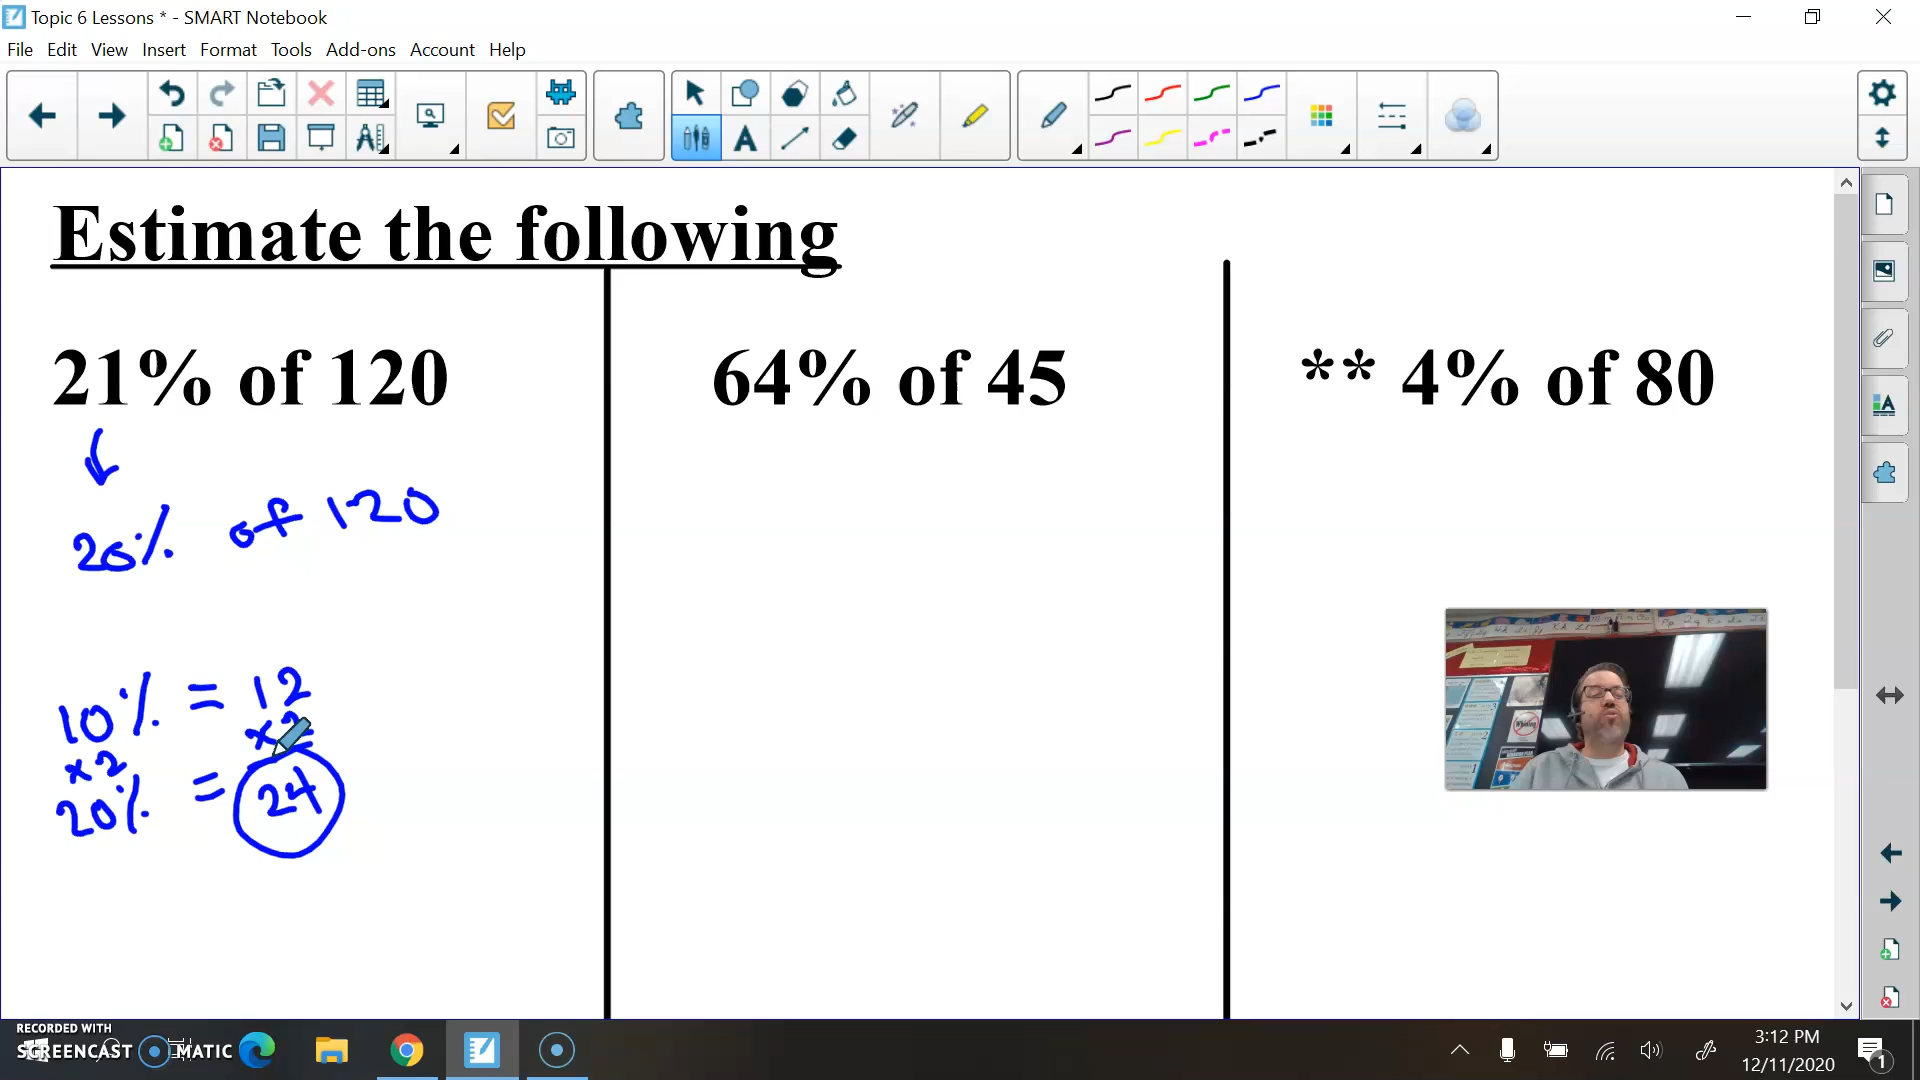 Topic 6 Lessons * - SMART Notebook
File Edit View Insert Format Tools Add-ons Account Help
Estimate the following
21% of 120
64% of 45
** 4% of 80
20% of 120
10% = 12
x2 x2
20% = 24
RECORDED WITH
SCREENCAST MATIC
3:12 PM
12/11/2020
1